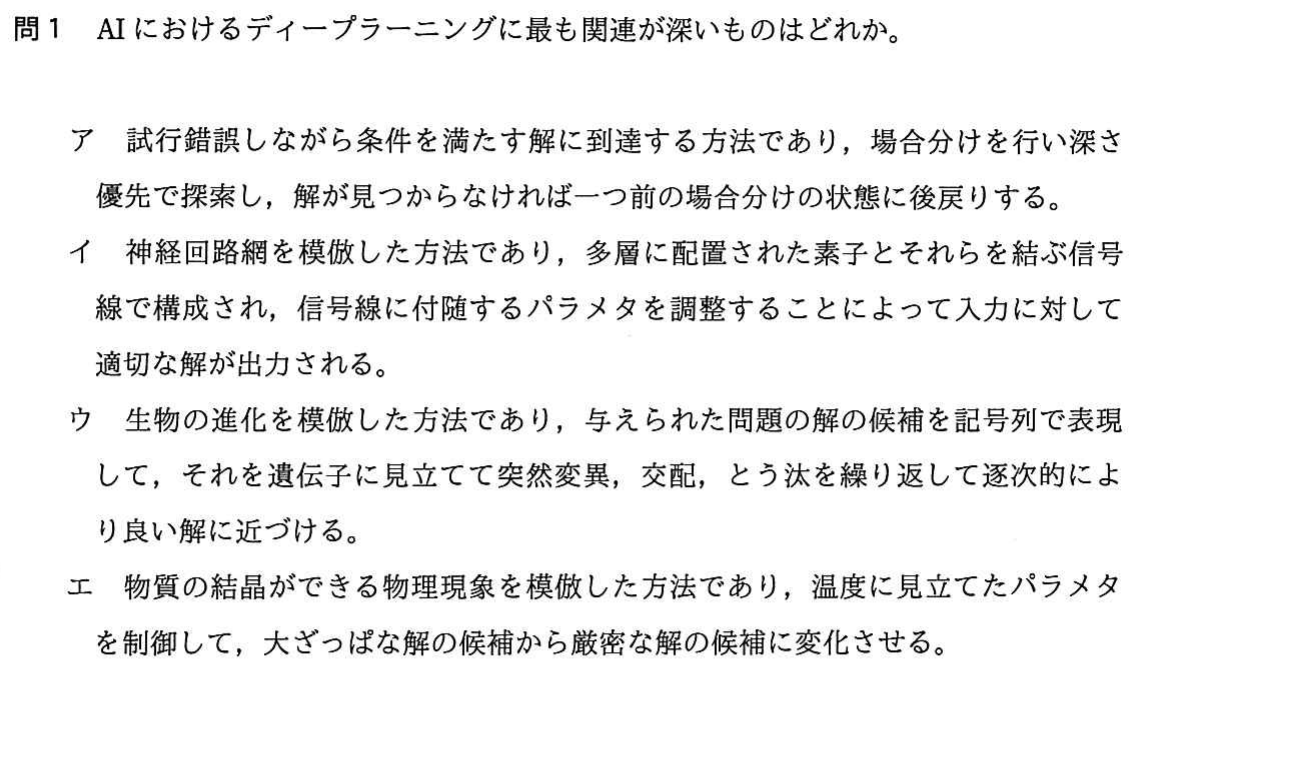 問1　AIにおけるディープラーニングに最も関連が深いものはどれか。
ア　試行錯誤しながら条件を満たす解に到達する方法であり，場合分けを行い深さ
優先で探索し，解が見つからなければ一つ前の場合分けの状態に後戻りする。
イ　神経回路網を模倣した方法であり，多層に配置された素子とそれらを結ぶ信号
線で構成され，信号線に付随するパラメタを調整することによって入力に対して
適切な解が出力される。
ウ　生物の進化を模倣した方法であり，与えられた問題の解の候補を記号列で表現
して，それを遺伝子に見立てて突然変異，交配，とう汰を繰り返して逐次的によ
り良い解に近づける。
エ　物質の結晶ができる物理現象を模倣した方法であり，温度に見立てたパラメタ
を制御して，大ざっぱな解の候補から厳密な解の候補に変化させる。